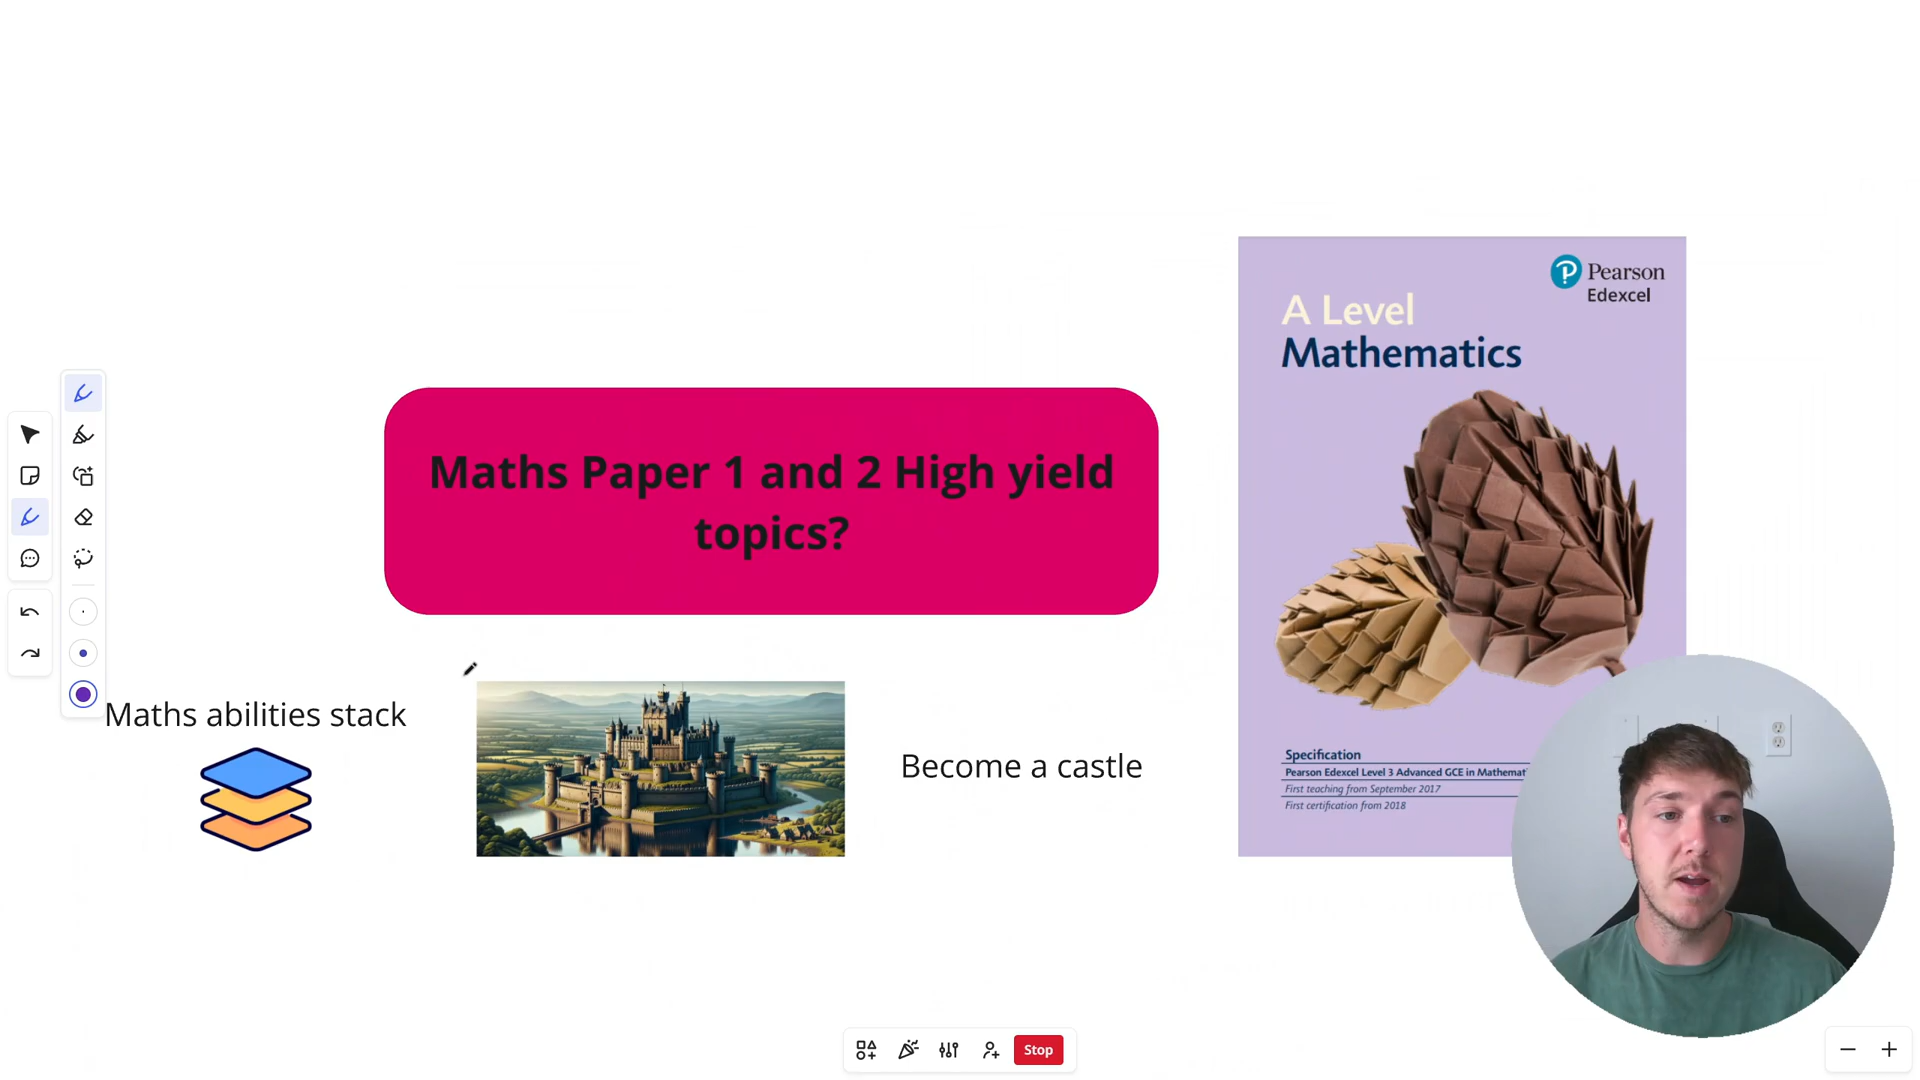 Pearson
Edexcel
A Level
Mathematics
Maths Paper 1 and 2 High yield
topics?
Maths abilities stack
Become a castle
Specification
Pearson Edexcel Level 3 Advanced GCE in
First teaching from September 2017
First certification from 2018
Stop